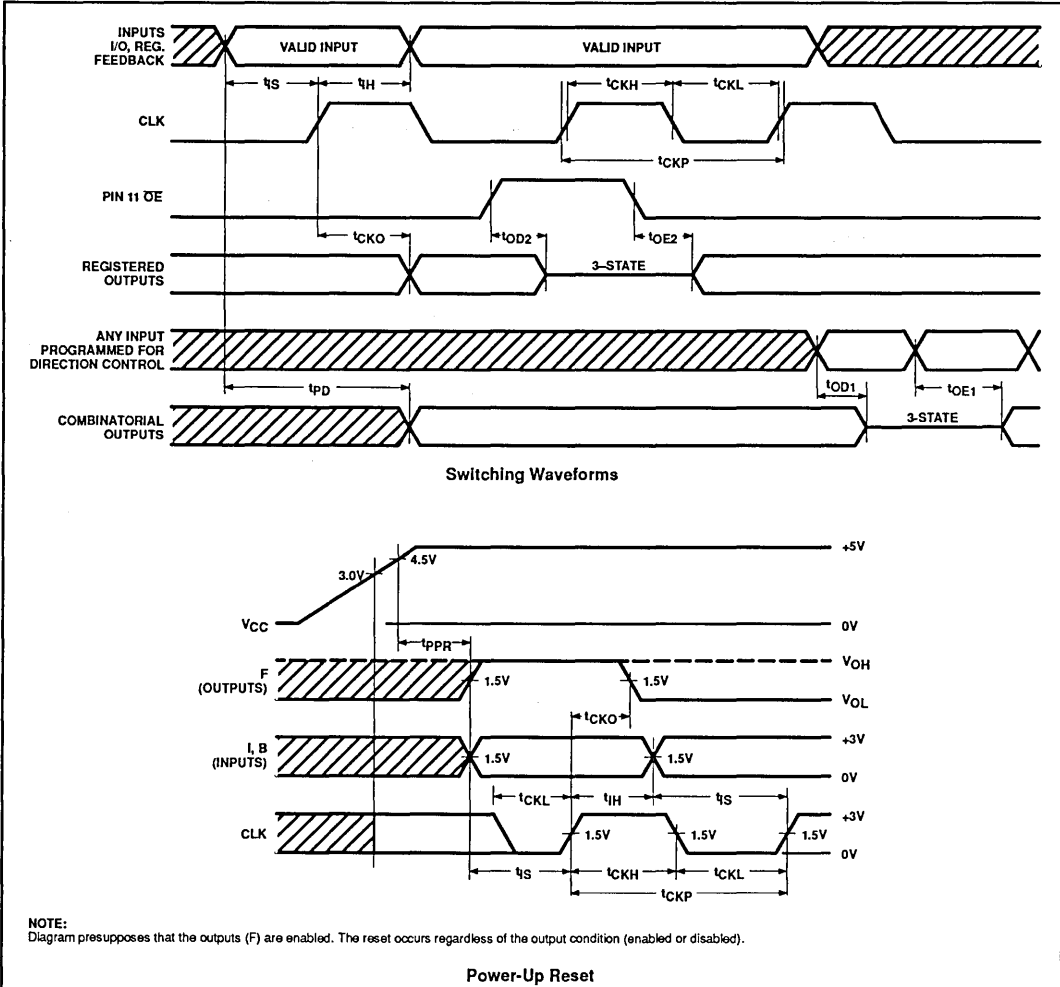 INPUTS
I/O, REG.
FEEDBACK
VALID INPUT
VALID INPUT
tIS
tIH
tCKH
tCKL
CLK
tCKP
PIN 11 O̅E̅
tCKO
tOD2
tOE2
REGISTERED
OUTPUTS
3–STATE
ANY INPUT
PROGRAMMED FOR
DIRECTION CONTROL
tPD
tOD1
tOE1
COMBINATORIAL
OUTPUTS
3-STATE
Switching Waveforms
+5V
4.5V
3.0V
VCC
0V
tPPR
F
(OUTPUTS)
VOH
1.5V
1.5V
VOL
tCKO
I, B
(INPUTS)
+3V
1.5V
1.5V
0V
tCKL
tIH
tIS
CLK
+3V
1.5V
1.5V
1.5V
0V
tIS
tCKH
tCKL
tCKP
NOTE:
Diagram presupposes that the outputs (F) are enabled. The reset occurs regardless of the output condition (enabled or disabled).
Power-Up Reset